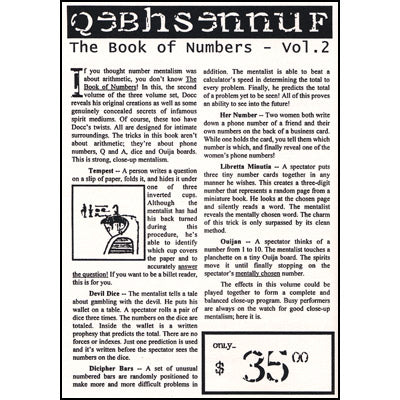 QeBhSennuF
The Book of Numbers - Vol.2
If you thought number mentalism was
about arithmetic, you don't know The
Book of Numbers! In this, the second
volume of the three volume set, Docc
reveals his original creations as well as some
genuinely concealed secrets of infamous
spirit mediums. Of course, these too have
Docc's twists. All are designed for intimate
surroundings. The tricks in this book aren't
about arithmetic; they're about phone
numbers, Q and A, dice and Ouija boards.
This is strong, close-up mentalism.
Tempest -- A person writes a question
on a slip of paper, folds it, and hides it under
one of three
inverted cups.
Although the
mentalist has had
his back turned
during this
procedure, he's
able to identify
which cup covers
the paper and to
accurately answer
the question! If you want to be a billet reader,
this is for you.
Devil Dice -- The mentalist tells a tale
about gambling with the devil. He puts his
wallet on a table. A spectator rolls a pair of
dice three times. The numbers on the dice are
totaled. Inside the wallet is a written
prophesy that predicts the total. There are no
forces or indexes. Just one prediction is used
and it's written before the spectator sees the
numbers on the dice.
Dicipher Bars -- A set of unusual
numbered bars are randomly positioned to
make more and more difficult problems in
addition. The mentalist is able to beat a
calculator's speed in determining the total to
every problem. Finally, he predicts the total
of a problem yet to be seen! All of this proves
an ability to see into the future!
Her Number -- Two women both write
down a phone number of a friend and their
own numbers on the back of a business card.
While one holds the card, you tell them which
number is which, and finally reveal one of the
women's phone numbers!
Libretta Minutia -- A spectator puts
three tiny number cards together in any
manner he wishes. This creates a three-digit
number that represents a random page from a
miniature book. He looks at the chosen page
and silently reads a word. The mentalist
reveals the mentally chosen word. The charm
of this trick is only surpassed by its clean
method.
Ouijan -- A spectator thinks of a
number from 1 to 10. The mentalist touches a
planchette on a tiny Ouija board. The spirits
move it until finally stopping on the
spectator's mentally chosen number.
The effects in this volume could be
played together to form a complete and
balanced close-up program. Busy performers
are always on the watch for good close-up
mentalism; here it is.
only...
$ 35 00